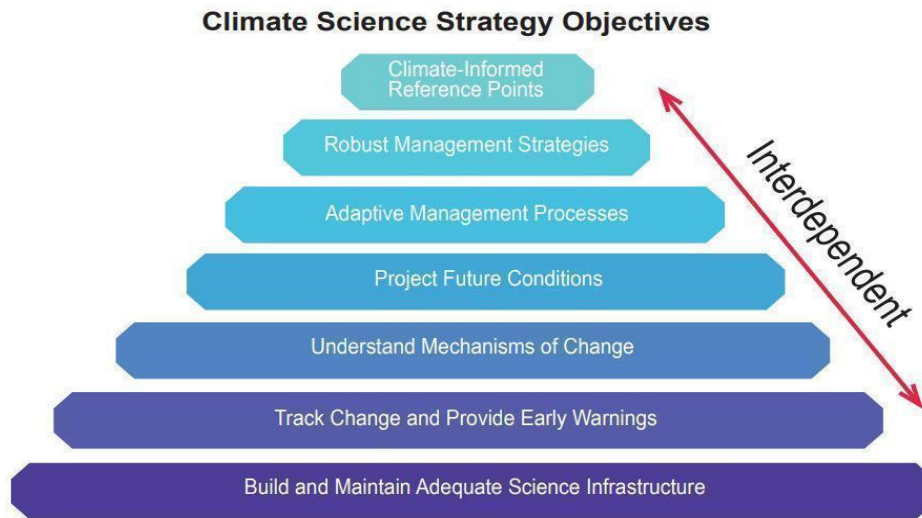 Climate Science Strategy Objectives
Climate-Informed
Reference Points
Robust Management Strategies
Adaptive Management Processes
Project Future Conditions
Understand Mechanisms of Change
Track Change and Provide Early Warnings
Build and Maintain Adequate Science Infrastructure
Interdependent